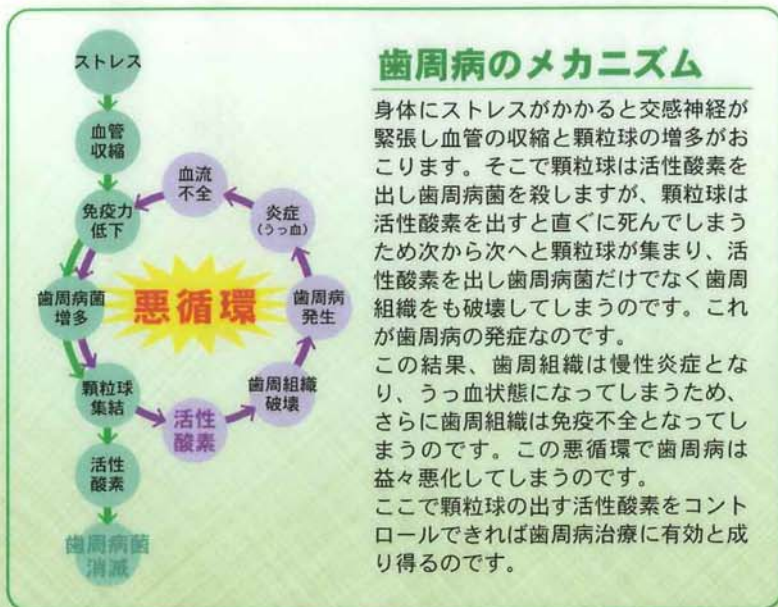 ストレス
血管
収縮
免疫力
低下
歯周病菌
増多
顆粒球
集結
活性
酸素
歯周病菌
消滅
活性
酸素
歯周組織
破壊
歯周病
発生
炎症
(うっ血)
血流
不全
悪循環
歯周病のメカニズム
身体にストレスがかかると交感神経が
緊張し血管の収縮と顆粒球の増多がお
こります。そこで顆粒球は活性酸素を
出し歯周病菌を殺しますが、顆粒球は
活性酸素を出すと直ぐに死んでしまう
ため次から次へと顆粒球が集まり、活
性酸素を出し歯周病菌だけでなく歯周
組織をも破壊してしまうのです。これ
が歯周病の発症なのです。
この結果、歯周組織は慢性炎症とな
り、うっ血状態になってしまうため、
さらに歯周組織は免疫不全となってし
まうのです。この悪循環で歯周病は
益々悪化してしまうのです。
ここで顆粒球の出す活性酸素をコント
ロールできれば歯周病治療に有効と成
り得るのです。